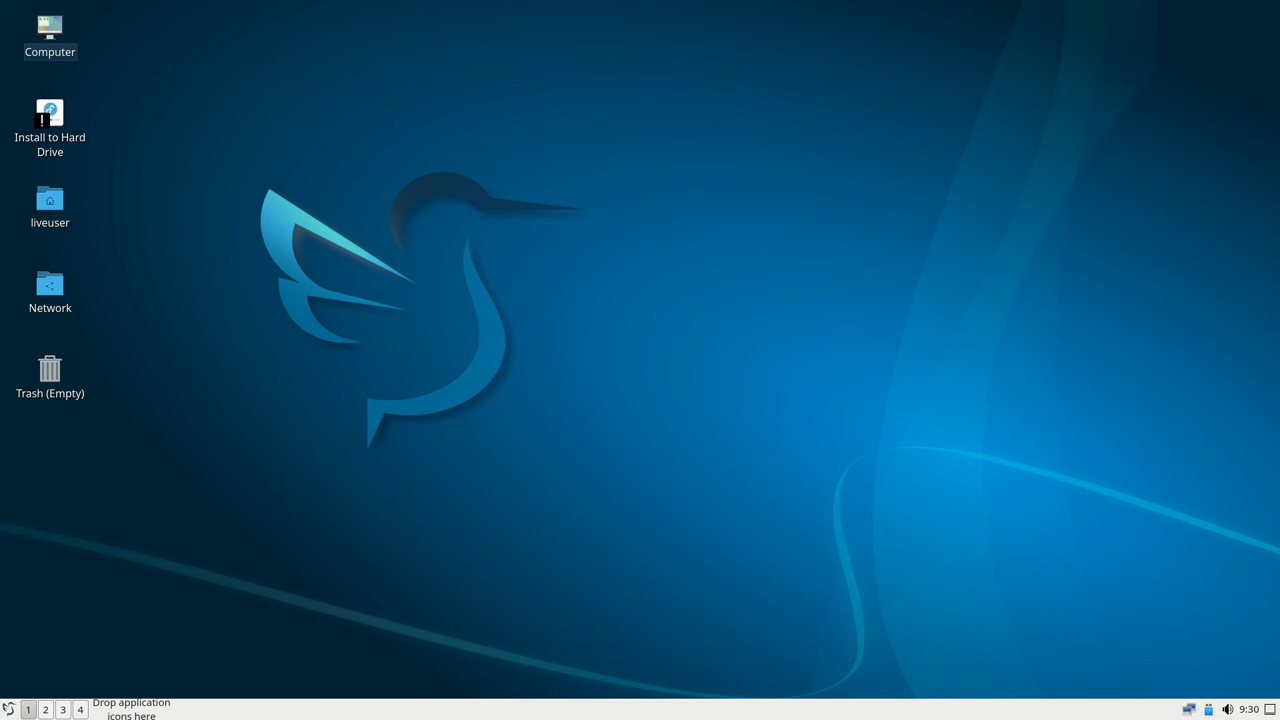 Computer
Install to Hard
Drive
liveuser
Network
Trash (Empty)
1 2 3 4
Drop application
icons here
9:30